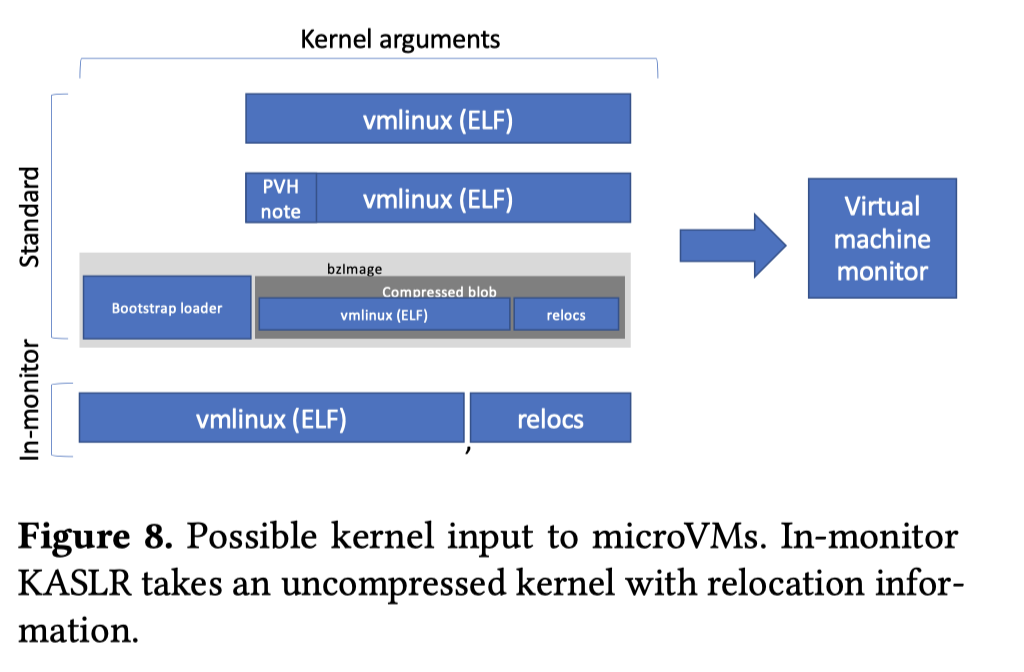 Kernel arguments
Standard
vmlinux (ELF)
PVH
note
vmlinux (ELF)
bzImage
Bootstrap loader
Compressed blob
vmlinux (ELF)
relocs
In-monitor
vmlinux (ELF)
,
relocs
Virtual
machine
monitor
Figure 8. Possible kernel input to microVMs. In-monitor
KASLR takes an uncompressed kernel with relocation infor-
mation.